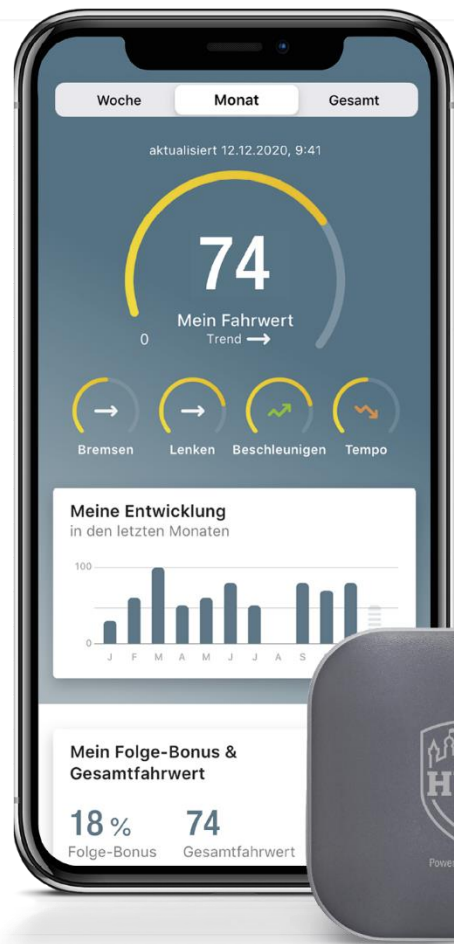 Woche Monat Gesamt
aktualisiert 12.12.2020, 9:41
74
Mein Fahrwert
0 Trend →
Bremsen Lenken Beschleunigen Tempo
Meine Entwicklung
in den letzten Monaten
100
0
J F M A M J J A S
Mein Folge-Bonus &
Gesamtfahrwert
18 % 74
Folge-Bonus Gesamtfahrwert